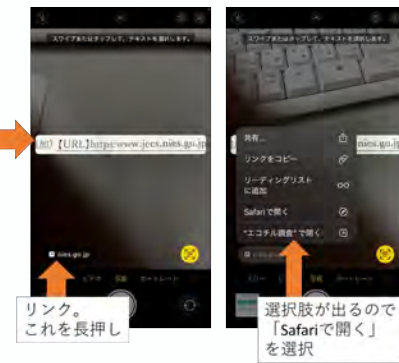 スワイプまたはタップして、テキストを選択します。
【URL】httpswww.jecs.nies.go.jp
nies.go.jp
ビデオ 写真 ポートレート
リンク。
これを長押し
スワイプまたはタップして、テキストを選択します。
nies.go.jp
共有...
リンクをコピー
リーディングリスト
に追加
Safariで開く
"エコチル調査"で開く
選択肢が出るので
「Safariで開く」
を選択